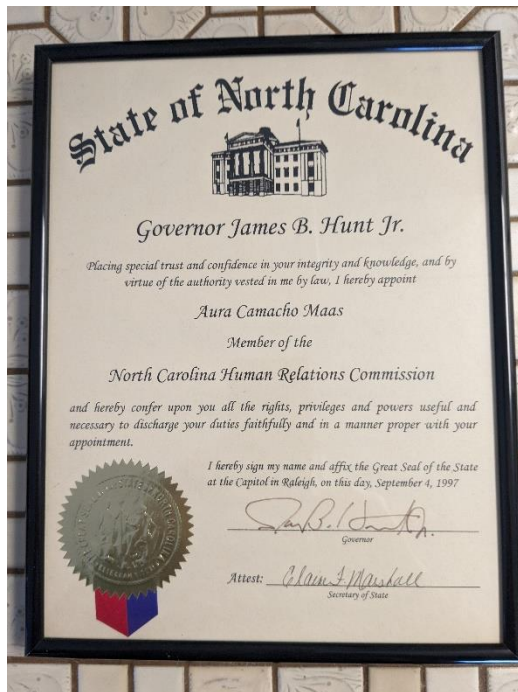 State of North Carolina
Governor James B. Hunt Jr.
Placing special trust and confidence in your integrity and knowledge, and by
virtue of the authority vested in me by law, I hereby appoint
Aura Camacho Maas
Member of the
North Carolina Human Relations Commission
and hereby confer upon you all the rights, privileges and powers useful and
necessary to discharge your duties faithfully and in a manner proper with your
appointment.
I hereby sign my name and affix the Great Seal of the State
at the Capitol in Raleigh, on this day, September 4, 1997
Governor
Attest: Elaine F. Marshall
Secretary of State